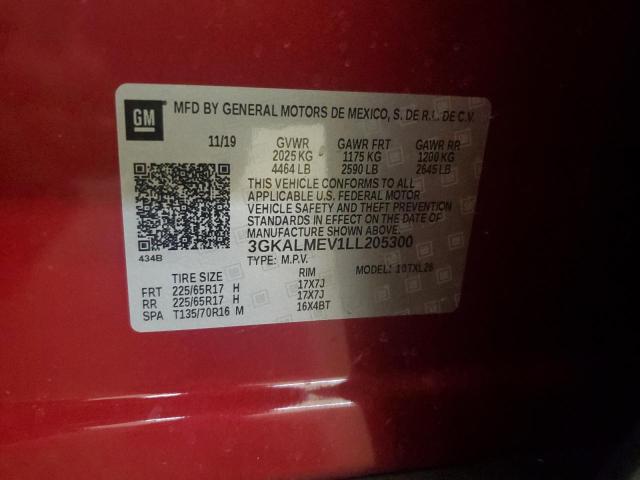 GM
MFD BY GENERAL MOTORS DE MEXICO, S. DE R.L. DE C.V.
11/19 GVWR GAWR FRT GAWR RR
2025 KG 1175 KG 1200 KG
4464 LB 2590 LB 2645 LB
THIS VEHICLE CONFORMS TO ALL
APPLICABLE U.S. FEDERAL MOTOR
VEHICLE SAFETY AND THEFT PREVENTION
STANDARDS IN EFFECT ON THE DATE OF
MANUFACTURE SHOWN ABOVE.
3GKALMEV1LL205300
434B
TYPE: M.P.V. MODEL: 1 TXL26
TIRE SIZE RIM
FRT 225/65R17 H 17X7J
RR 225/65R17 H 17X7J
SPA T135/70R16 M 16X4BT